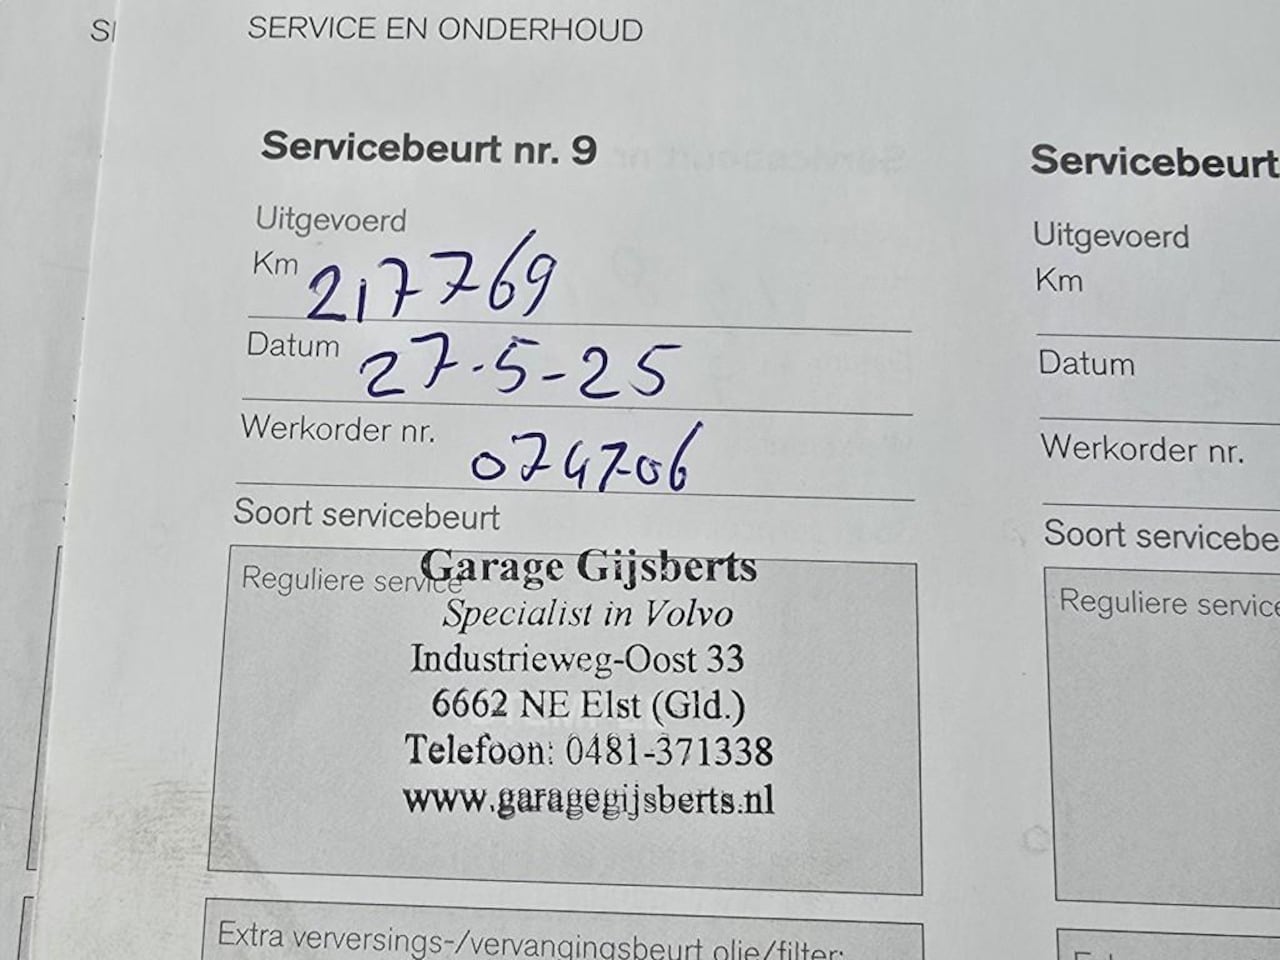 SERVICE EN ONDERHOUD
Servicebeurt nr. 9
Uitgevoerd
Km 217769
Datum 27-5-25
Werkorder nr. 074706
Soort servicebeurt
Reguliere service
Garage Gijsberts
Specialist in Volvo
Industrieweg-Oost 33
6662 NE Elst (Gld.)
Telefoon: 0481-371338
www.garagegijsberts.nl
Extra verversings-/vervangingsbeurt olie/filter:
Servicebeurt
Uitgevoerd
Km
Datum
Werkorder nr.
Soort servicebe
Reguliere service